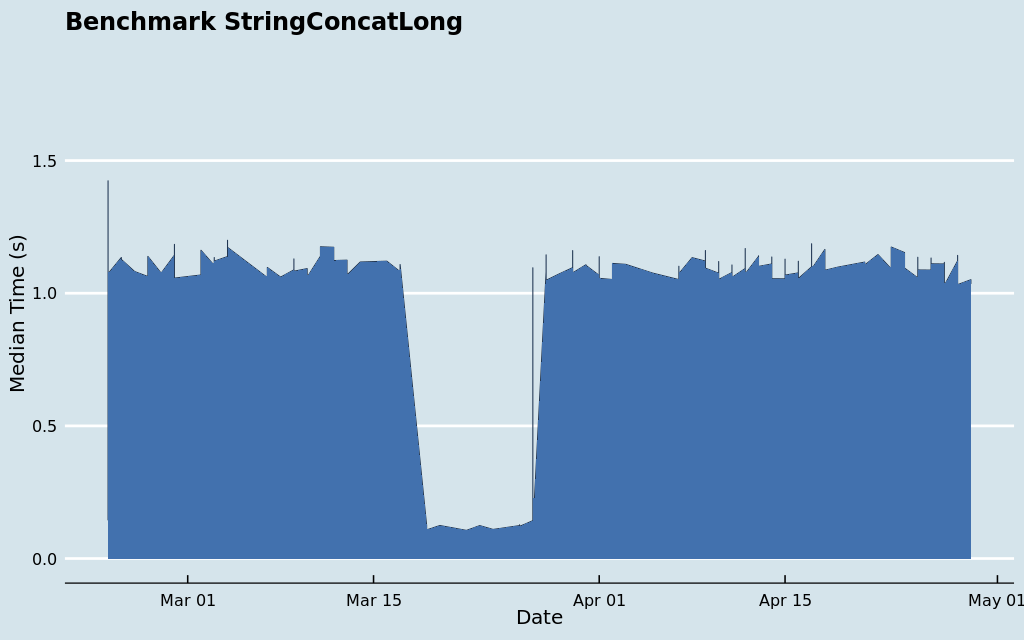 Benchmark StringConcatLong
Median Time (s)
1.5
1.0
0.5
0.0
Mar 01
Mar 15
Apr 01
Apr 15
May 01
Date